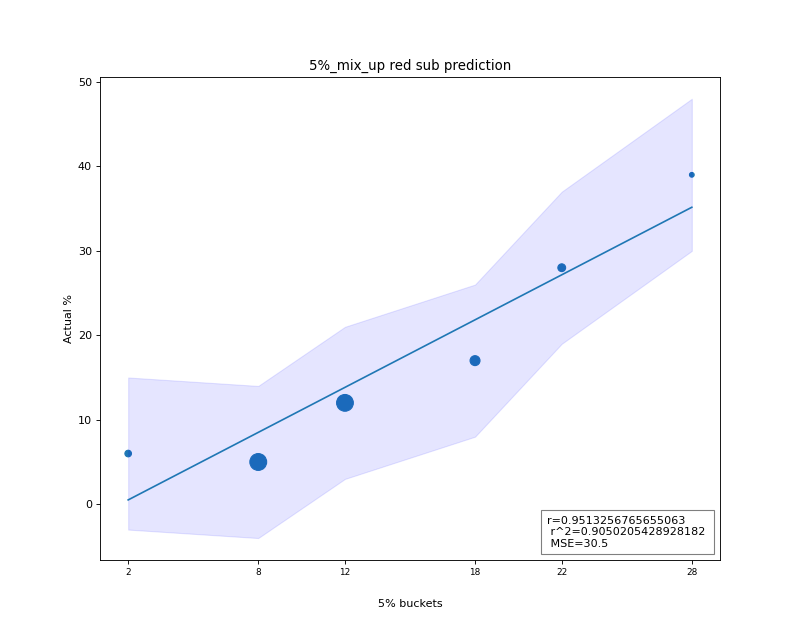 5%_mix_up red sub prediction
50
40
30
20
10
0
Actual %
2 8 12 18 22 28
5% buckets
r=0.9513256765655063
r^2=0.9050205428928182
MSE=30.5